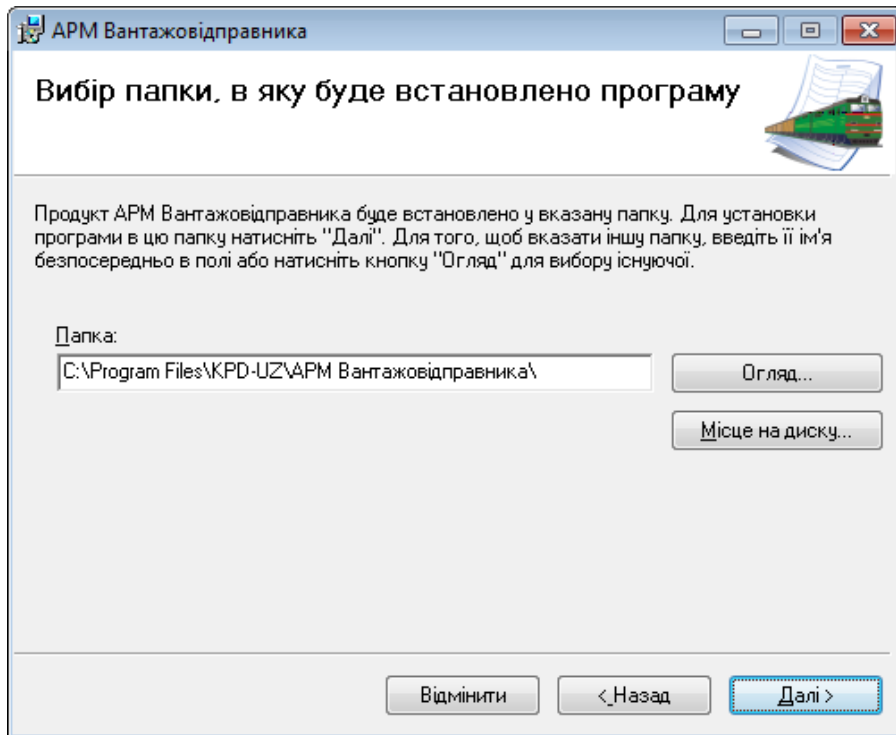 АРМ Вантажовідправника
Вибір папки, в яку буде встановлено програму
Продукт АРМ Вантажовідправника буде встановлено у вказану папку. Для установки
програми в цю папку натисніть "Далі". Для того, щоб вказати іншу папку, введіть її ім'я
безпосередньо в полі або натисніть кнопку "Огляд" для вибору існуючої.
Папка:
C:\Program Files\KPD-UZ\АРМ Вантажовідправника\
Огляд...
Місце на диску...
Відмінити
< Назад
Далі >